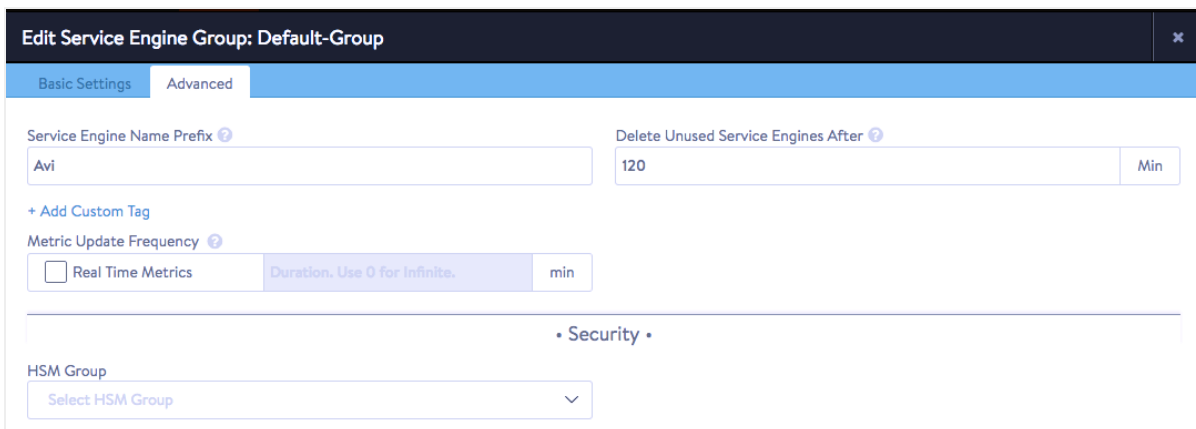 Edit Service Engine Group: Default-Group
Basic Settings
Advanced
Service Engine Name Prefix ?
Delete Unused Service Engines After ?
Avi
120
Min
+ Add Custom Tag
Metric Update Frequency ?
Real Time Metrics
Duration. Use 0 for Infinite.
min
• Security •
HSM Group
Select HSM Group